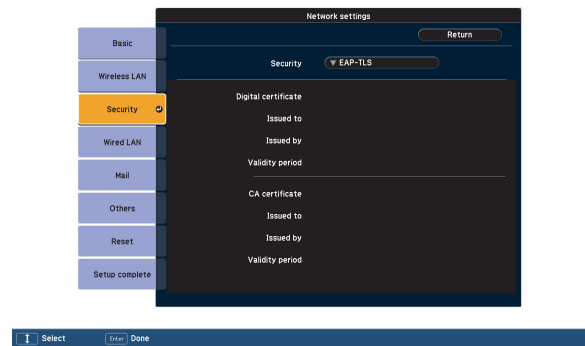 Network settings
Return
Basic
Security ▼ EAP-TLS
Wireless LAN
Digital certificate
Security
Issued to
Issued by
Wired LAN
Validity period
Mail
CA certificate
Others
Issued to
Issued by
Reset
Validity period
Setup complete
Select Enter Done